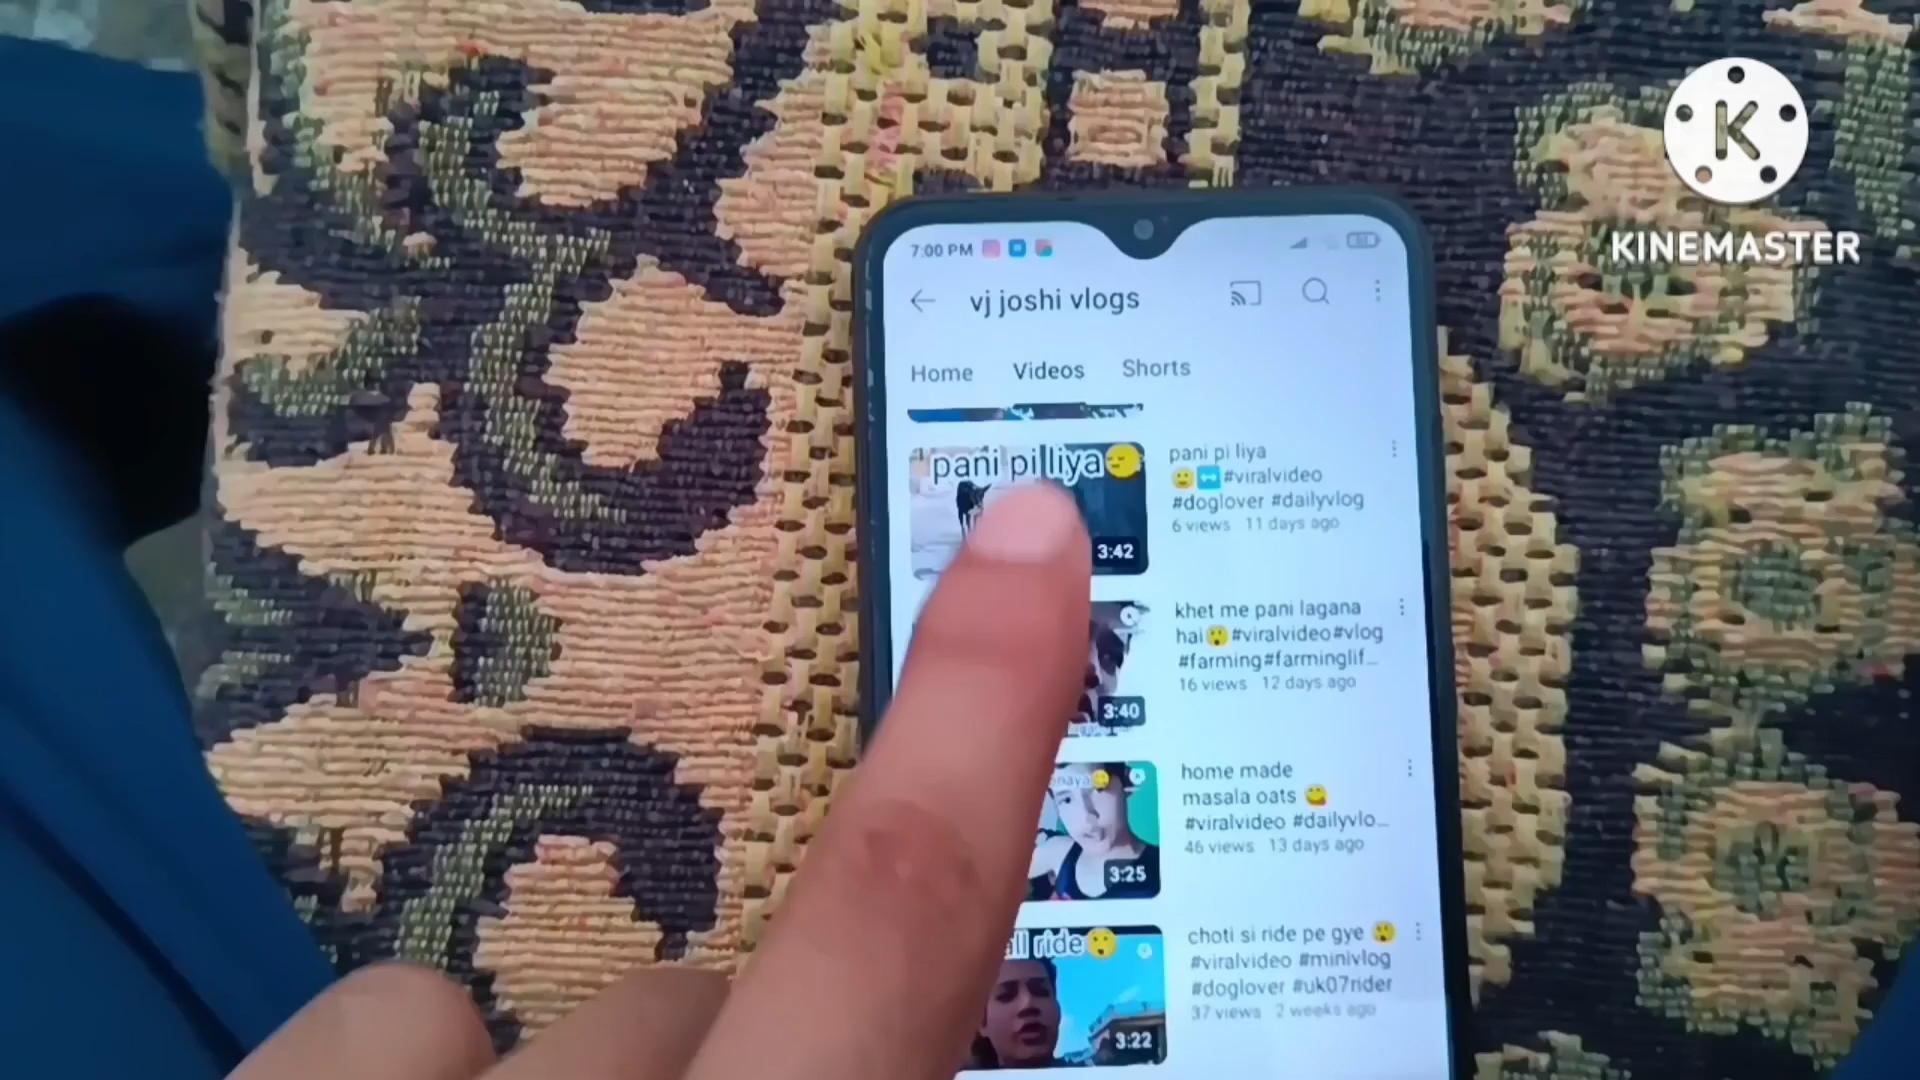 K
KINEMASTER
7:00 PM
vj joshi vlogs
Home Videos Shorts
pani pi liya
3:42
pani pi liya
#viralvideo
#doglover #dailyvlog
6 views 11 days ago
3:40
khet me pani lagana
hai😲#viralvideo#vlog
#farming#farminglif...
16 views 12 days ago
3:25
home made
masala oats 😋
#viralvideo #dailyvlo...
46 views 13 days ago
ride😲
3:22
choti si ride pe gye 😲
#viralvideo #minivlog
#doglover #uk07rider
37 views 2 weeks ago